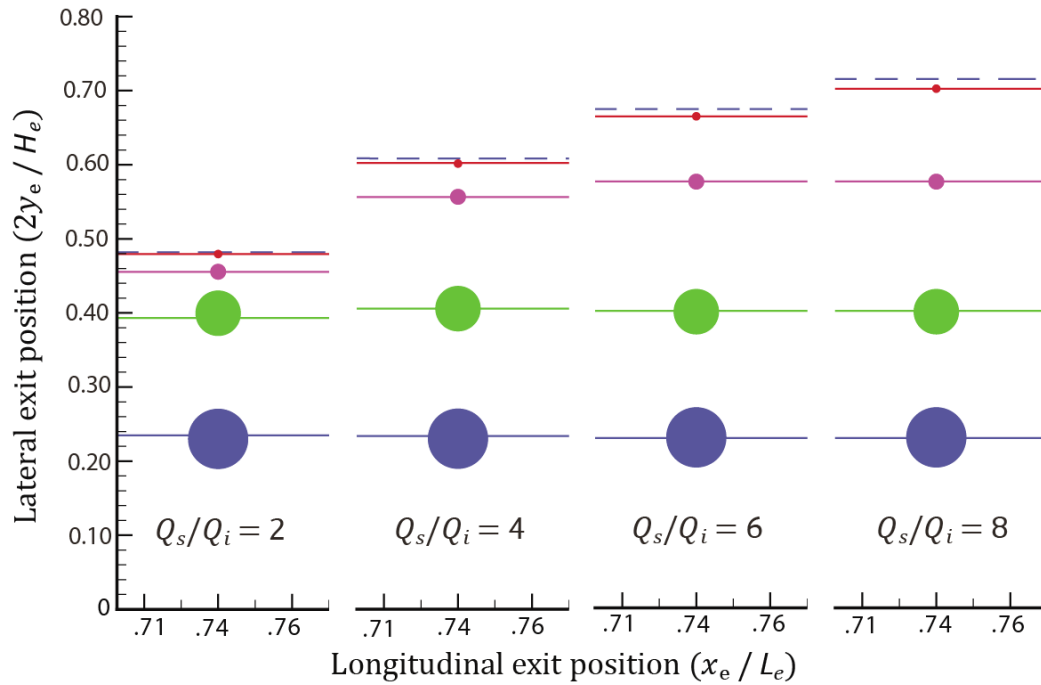 Lateral exit position (2yₑ / Hₑ)
0.80
0.70
0.60
0.50
0.40
0.30
0.20
0.10
0
Qₛ/Qᵢ = 2
Qₛ/Qᵢ = 4
Qₛ/Qᵢ = 6
Qₛ/Qᵢ = 8
.71 .74 .76
.71 .74 .76
.71 .74 .76
.71 .74 .76
Longitudinal exit position (xₑ / Lₑ)